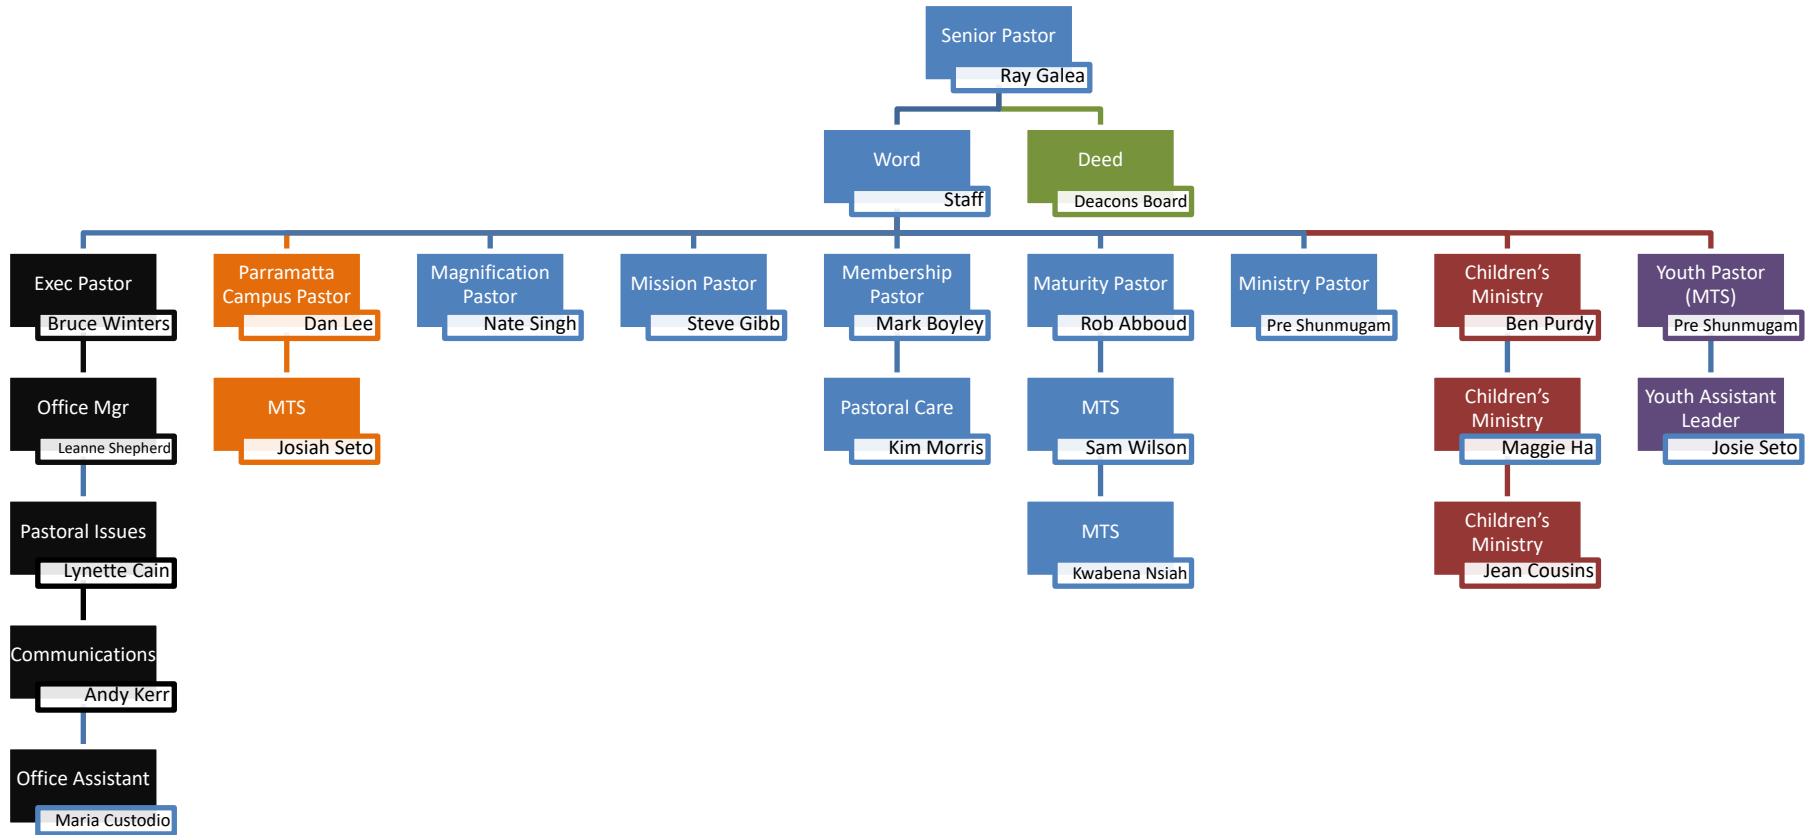 Senior Pastor
Ray Galea
Word
Staff
Deed
Deacons Board
Exec Pastor
Bruce Winters
Parramatta
Campus Pastor
Dan Lee
Magnification
Pastor
Nate Singh
Mission Pastor
Steve Gibb
Membership
Pastor
Mark Boyley
Maturity Pastor
Rob Abboud
Ministry Pastor
Pre Shunmugam
Children’s
Ministry
Ben Purdy
Youth Pastor
(MTS)
Pre Shunmugam
Office Mgr
Leanne Shepherd
MTS
Josiah Seto
Pastoral Care
Kim Morris
MTS
Sam Wilson
Children’s
Ministry
Maggie Ha
Youth Assistant
Leader
Josie Seto
Pastoral Issues
Lynette Cain
MTS
Kwabena Nsiah
Children’s
Ministry
Jean Cousins
Communications
Andy Kerr
Office Assistant
Maria Custodio